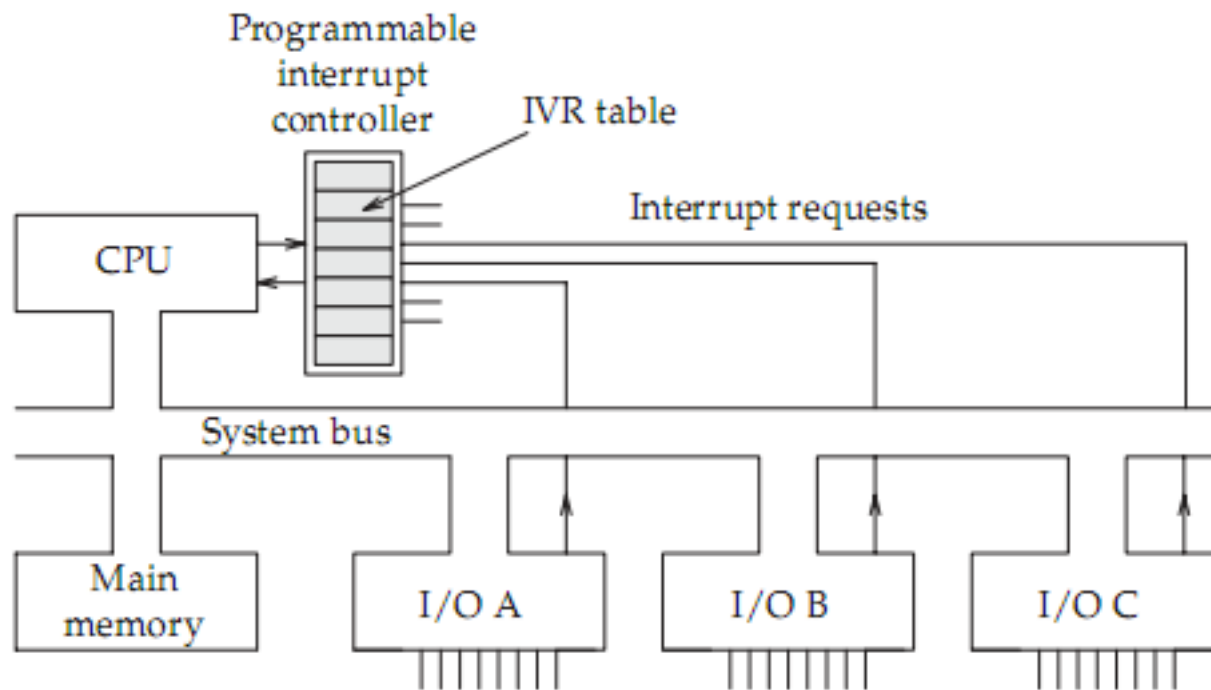 Programmable
interrupt
controller
IVR table
Interrupt requests
CPU
System bus
Main
memory
I/O A
I/O B
I/O C